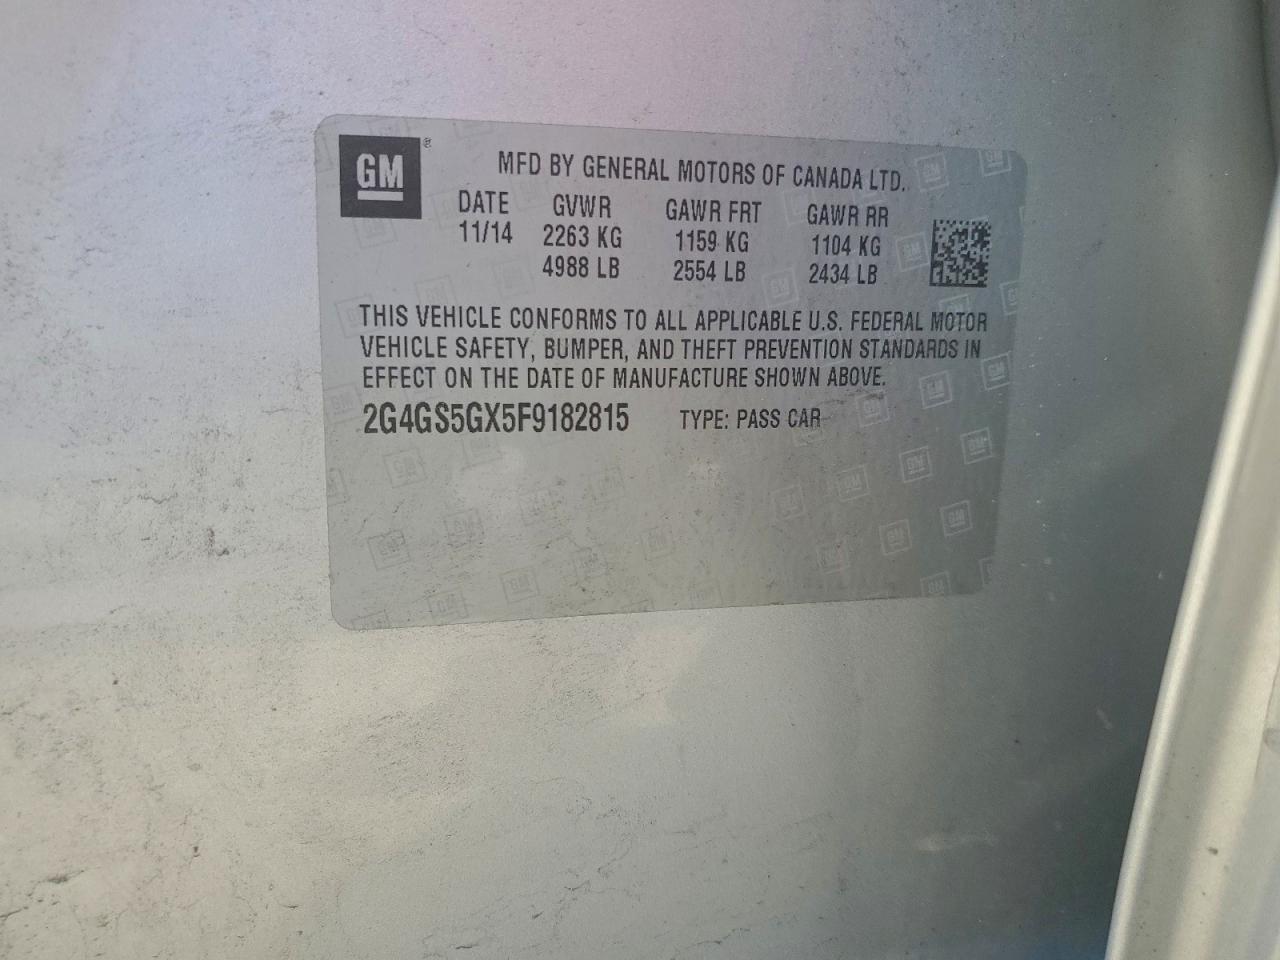 GM®
MFD BY GENERAL MOTORS OF CANADA LTD.
DATE GVWR GAWR FRT GAWR RR
11/14 2263 KG 1159 KG 1104 KG
4988 LB 2554 LB 2434 LB
THIS VEHICLE CONFORMS TO ALL APPLICABLE U.S. FEDERAL MOTOR
VEHICLE SAFETY, BUMPER, AND THEFT PREVENTION STANDARDS IN
EFFECT ON THE DATE OF MANUFACTURE SHOWN ABOVE.
2G4GS5GX5F9182815 TYPE: PASS CAR